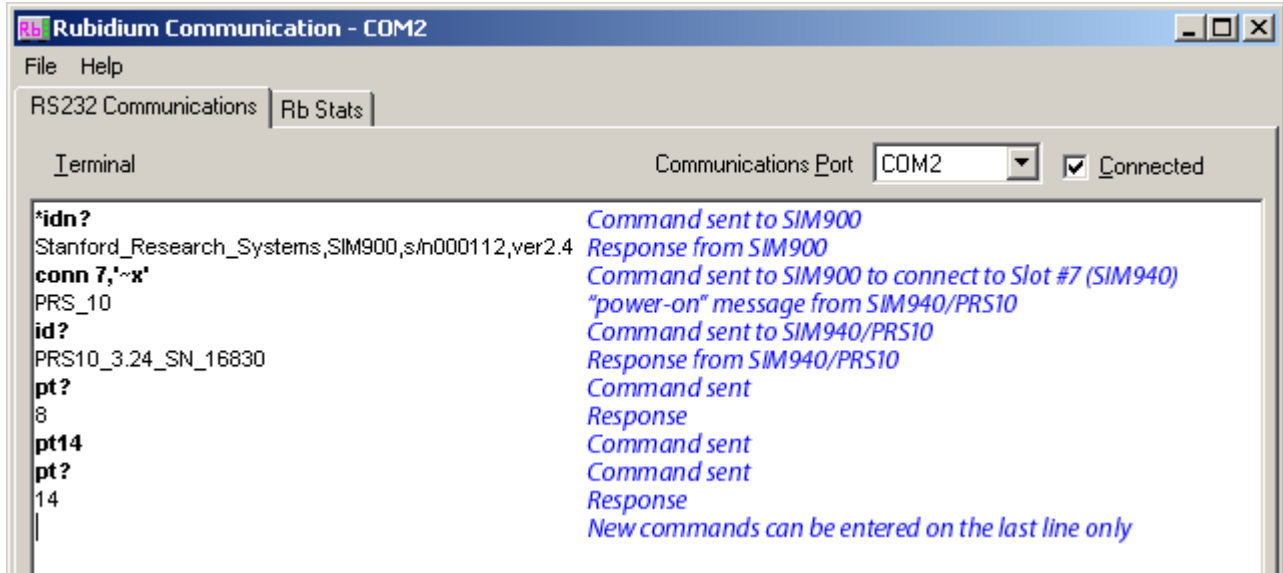 Rb Rubidium Communication - COM2
File Help
RS232 Communications Rb Stats
Terminal Communications Port COM2 Connected
*idn? Command sent to SIM900
Stanford_Research_Systems,SIM900,s/n000112,ver2.4 Response from SIM900
conn 7,'~x' Command sent to SIM900 to connect to Slot #7 (SIM940)
PRS_10 “power-on” message from SIM940/PRS10
id? Command sent to SIM940/PRS10
PRS10_3.24_SN_16830 Response from SIM940/PRS10
pt? Command sent
8 Response
pt14 Command sent
pt? Command sent
14 Response
New commands can be entered on the last line only